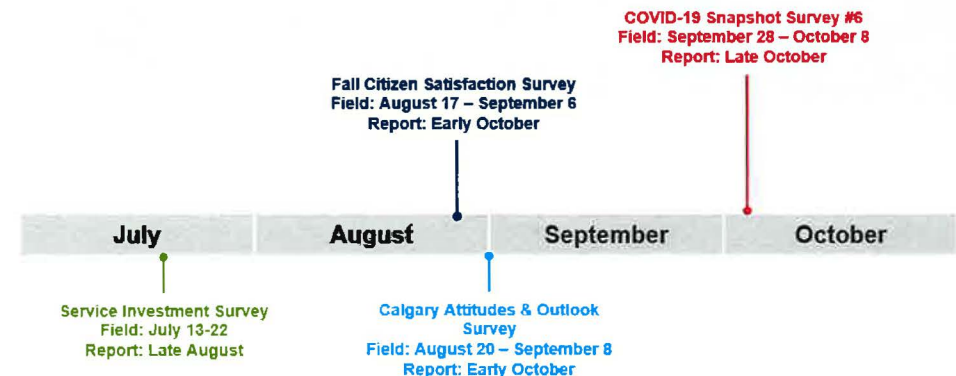 COVID-19 Snapshot Survey #6
Field: September 28 – October 8
Report: Late October
Fall Citizen Satisfaction Survey
Field: August 17 – September 6
Report: Early October
July
August
September
October
Service Investment Survey
Field: July 13-22
Report: Late August
Calgary Attitudes & Outlook
Survey
Field: August 20 – September 8
Report: Early October